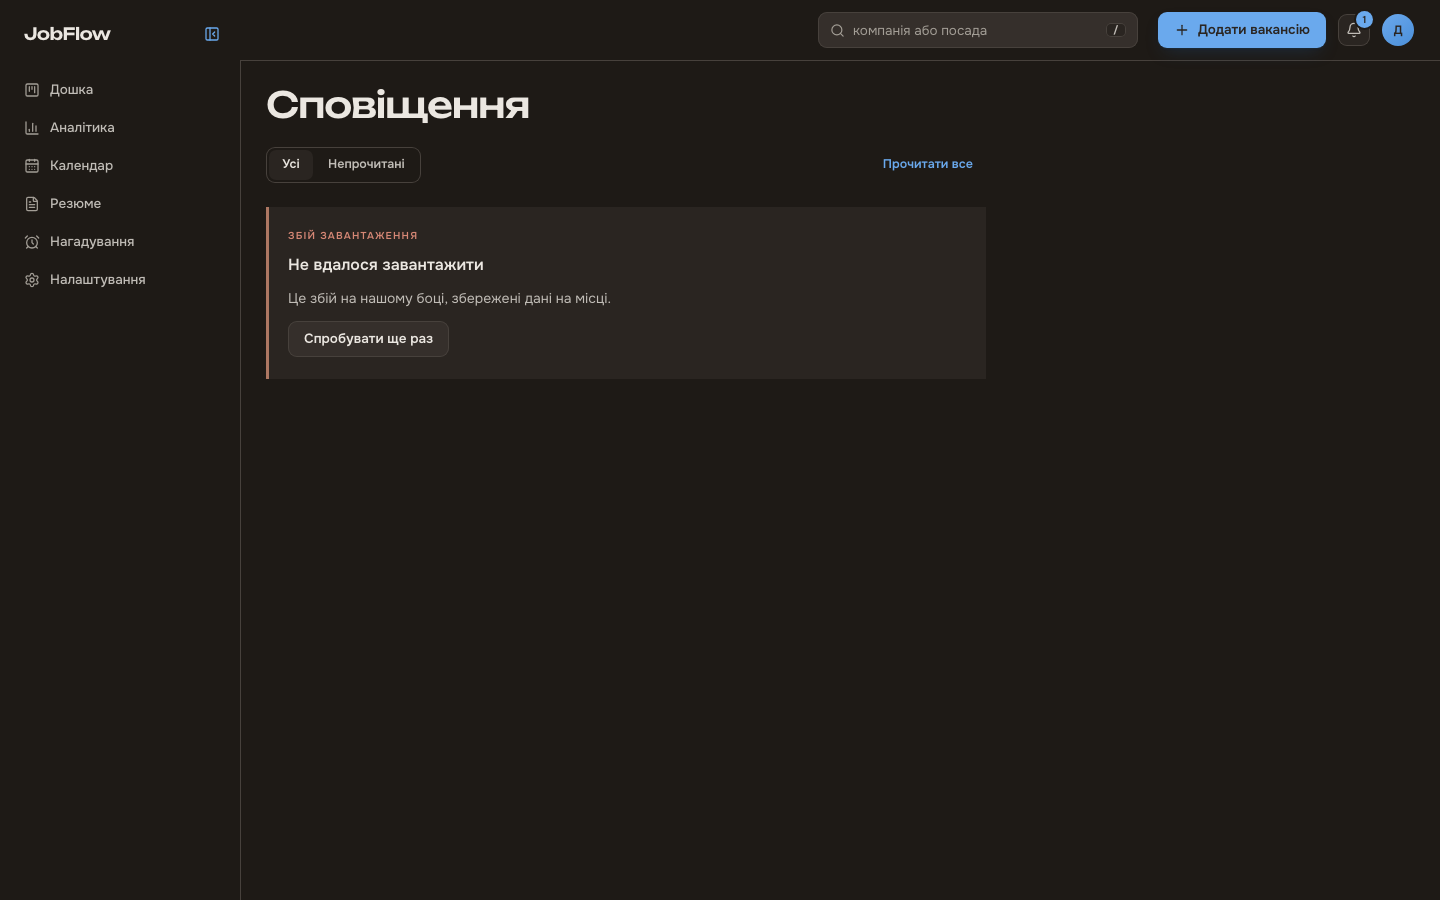 JobFlow
компанія або посада
/
Додати вакансію
1
Д
Дошка
Аналітика
Календар
Резюме
Нагадування
Налаштування
Сповіщення
Усі
Непрочитані
Прочитати все
ЗБІЙ ЗАВАНТАЖЕННЯ
Не вдалося завантажити
Це збій на нашому боці, збережені дані на місці.
Спробувати ще раз